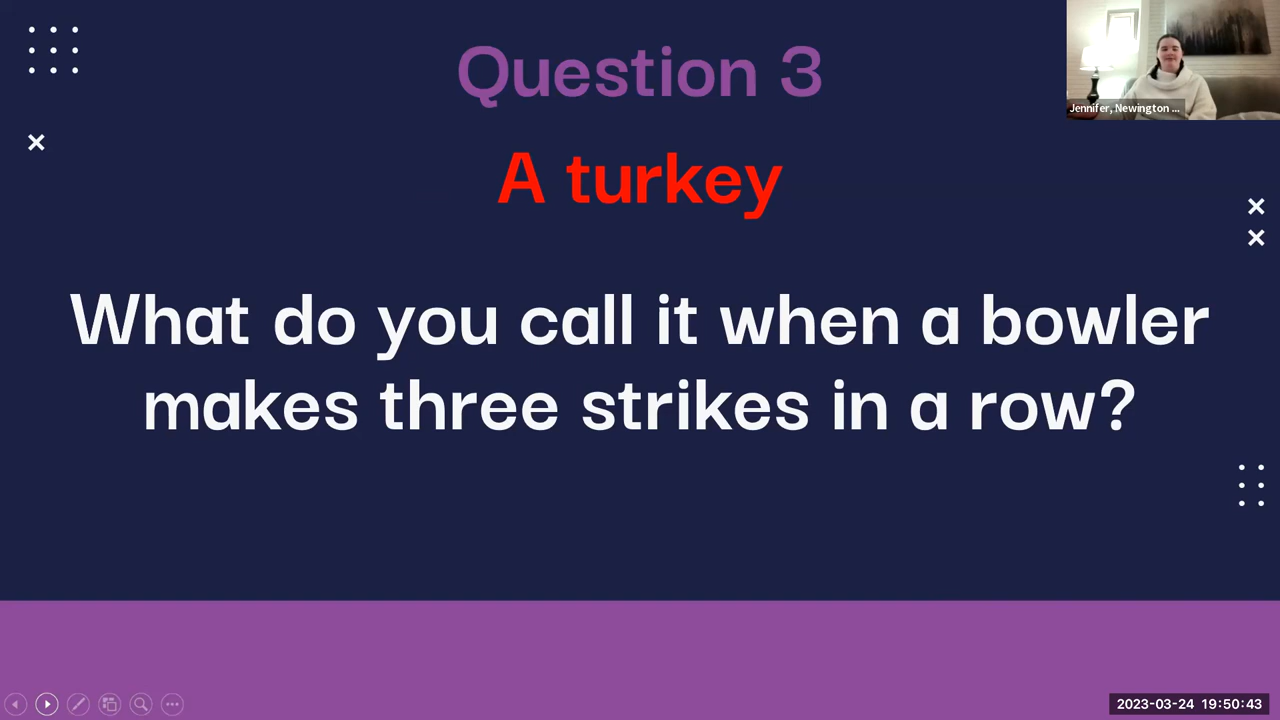 Question 3
A turkey
What do you call it when a bowler
makes three strikes in a row?
Jennifer, Newington ...
2023-03-24 19:50:43